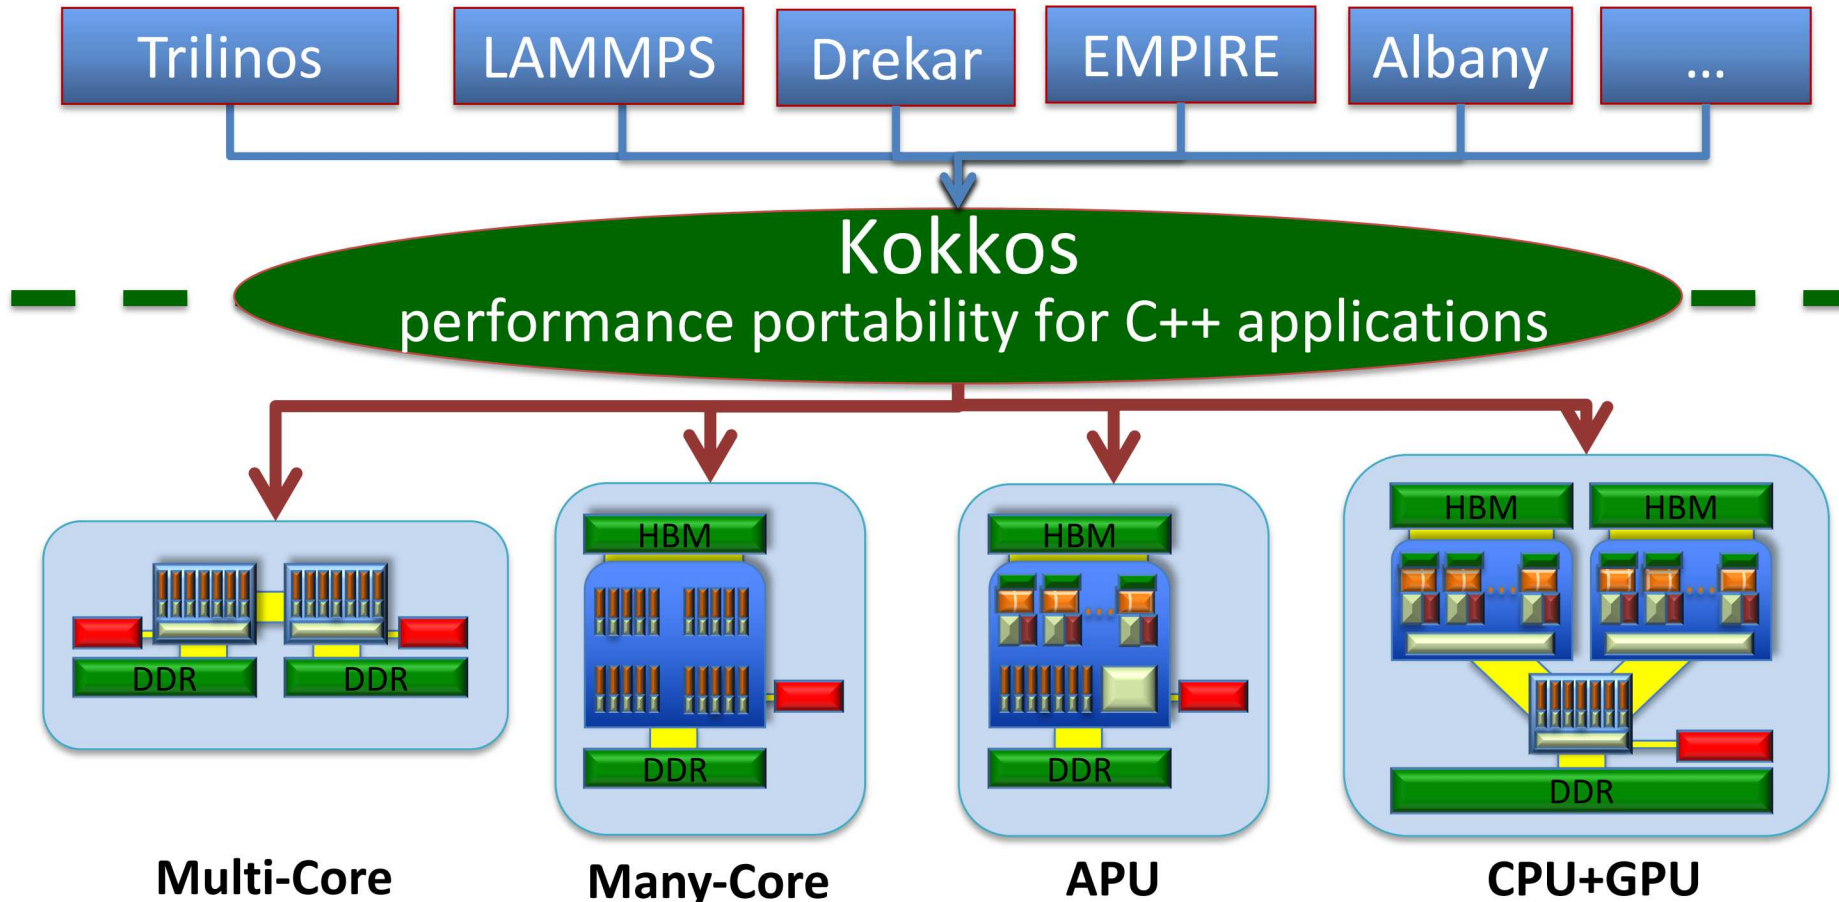 Trilinos
LAMMPS
Drekar
EMPIRE
Albany
...
Kokkos
performance portability for C++ applications
DDR
DDR
Multi-Core
HBM
DDR
Many-Core
HBM
DDR
APU
HBM
HBM
DDR
CPU+GPU